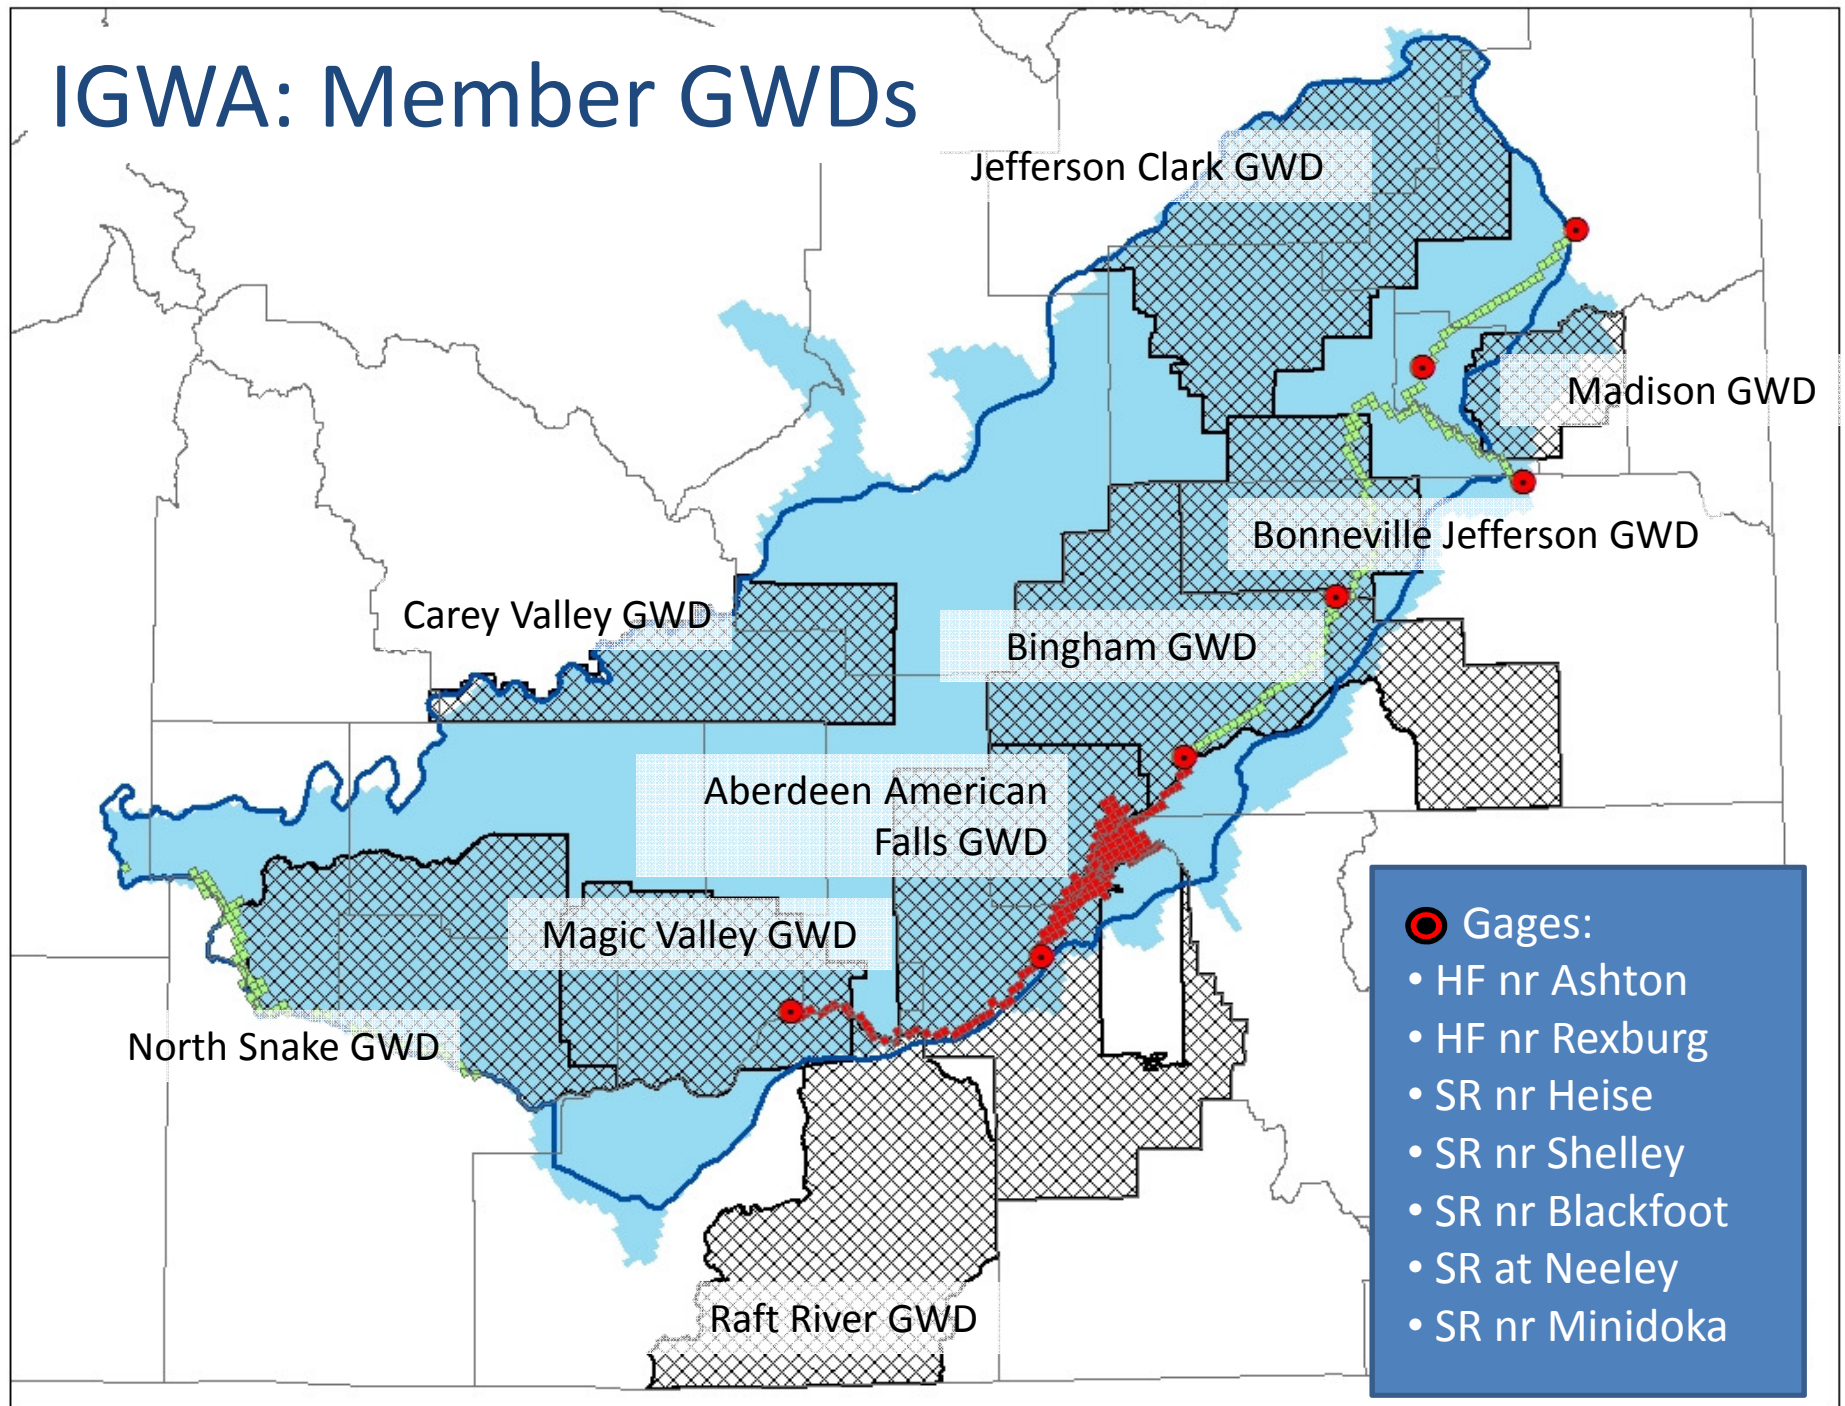 IGWA: Member GWDs
Jefferson Clark GWD
Madison GWD
Bonneville Jefferson GWD
Carey Valley GWD
Bingham GWD
Aberdeen American
Falls GWD
Magic Valley GWD
North Snake GWD
Raft River GWD
Gages:
• HF nr Ashton
• HF nr Rexburg
• SR nr Heise
• SR nr Shelley
• SR nr Blackfoot
• SR at Neeley
• SR nr Minidoka